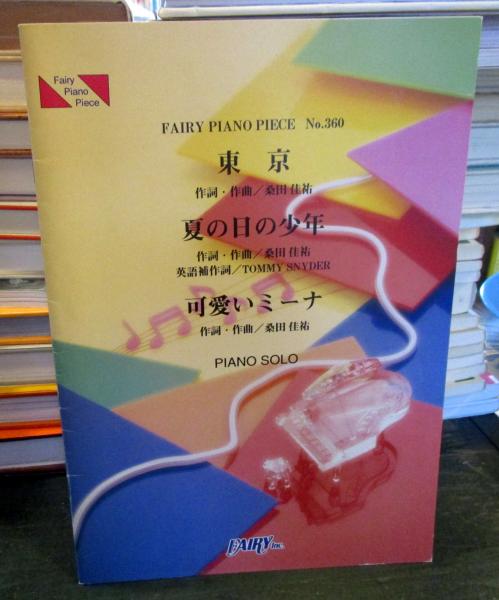 Fairy
Piano
Piece
FAIRY PIANO PIECE No.360
東 京
作詞・作曲／桑田 佳祐
夏の日の少年
作詞・作曲／桑田 佳祐
英語補作詞／TOMMY SNYDER
可愛いミーナ
作詞・作曲／桑田 佳祐
PIANO SOLO
FAIRY Inc.